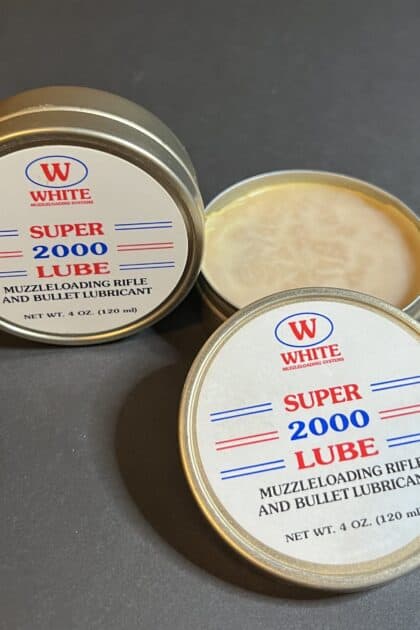 W
WHITE
MUZZLELOADING SYSTEMS
SUPER
2000
LUBE
MUZZLELOADING RIFLE
AND BULLET LUBRICANT
NET WT. 4 OZ. (120 ml)
W
WHITE
MUZZLELOADING SYSTEMS
SUPER
2000
LUBE
MUZZLELOADING RIFLE
AND BULLET LUBRICANT
NET WT. 4 OZ. (120 ml)